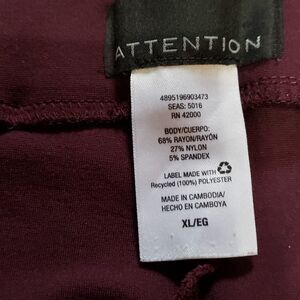 ATTENTION
4895196903473
SEAS: 5016
RN 42000
BODY/CUERPO:
68% RAYON/RAYÓN
27% NYLON
5% SPANDEX
LABEL MADE WITH
Recycled (100%) POLYESTER
MADE IN CAMBODIA/
HECHO EN CAMBOYA
XL/EG